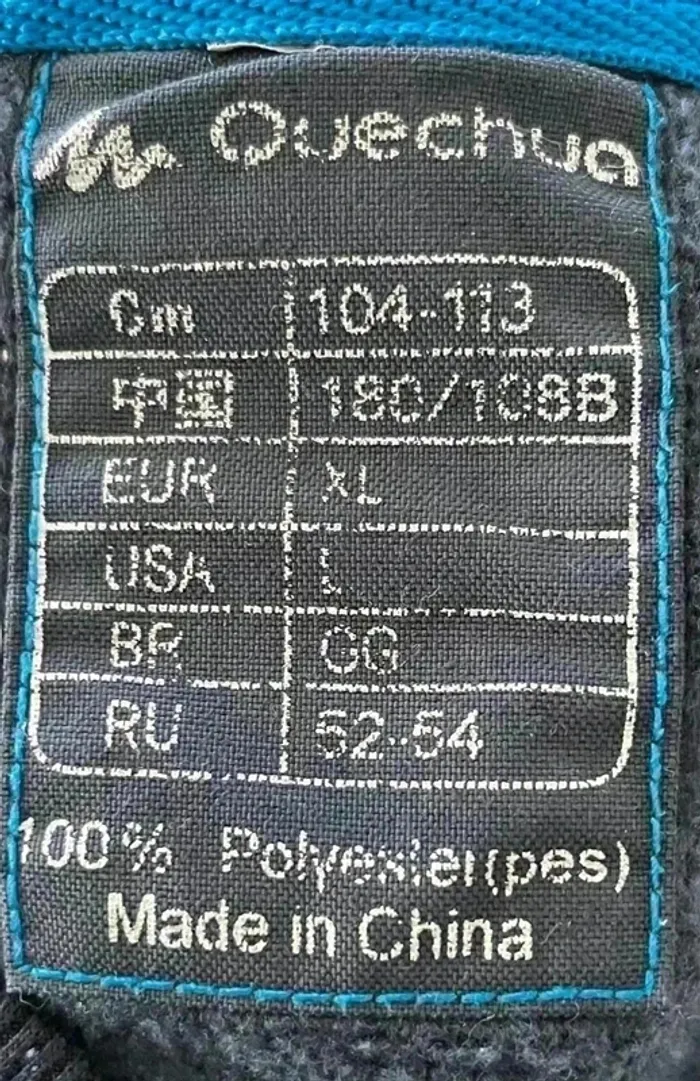 Quechua
Cm 104-113
中国 180/108B
EUR XL
USA L
BR GG
RU 52-54
100% Polyester(pes)
Made in China